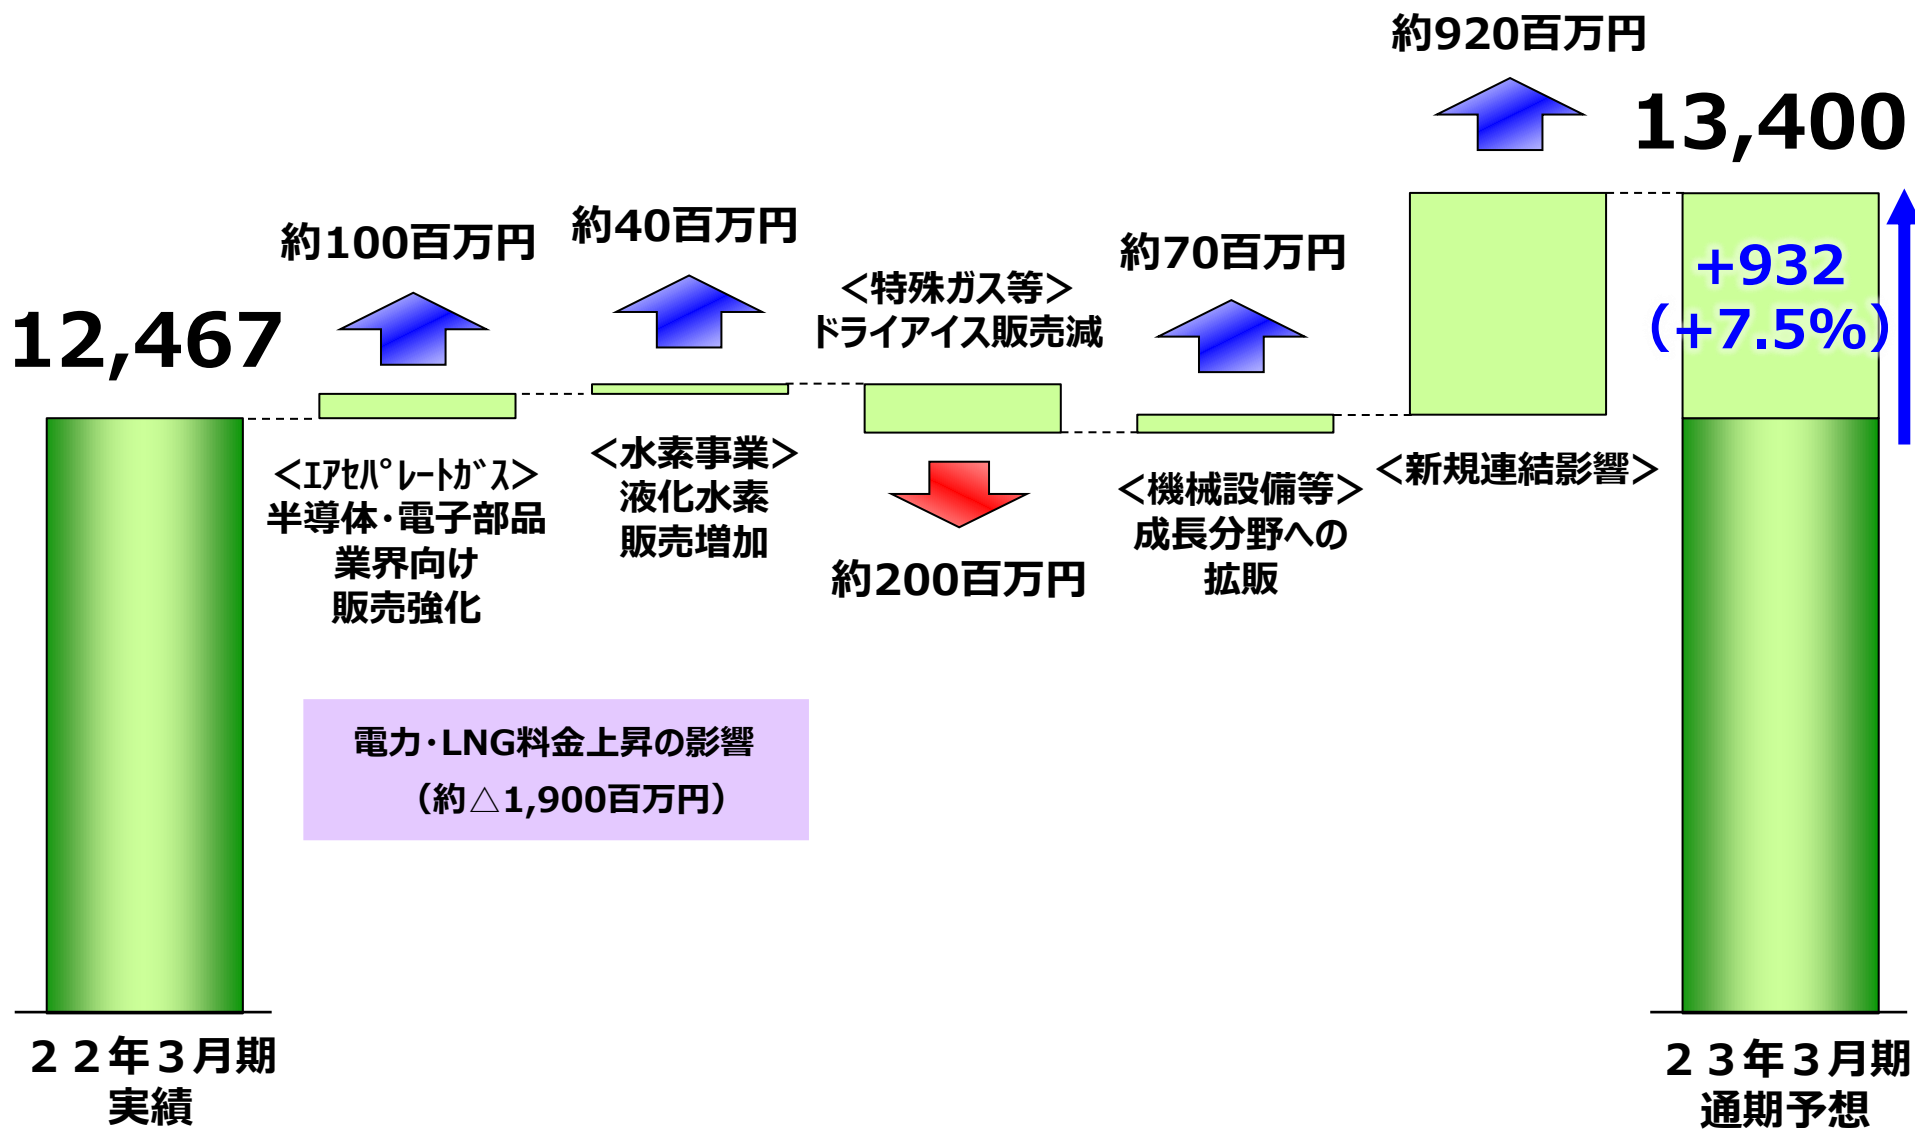 12,467
約100百万円
約40百万円
<特殊ガス等>
ドライアイス販売減
約70百万円
約920百万円
13,400
+932
(+7.5%)
<ｴｱｾﾊﾟﾚｰﾄｶﾞｽ>
半導体・電子部品
業界向け
販売強化
<水素事業>
液化水素
販売増加
約200百万円
<機械設備等>
成長分野への
拡販
<新規連結影響>
電力・LNG料金上昇の影響
（約△1,900百万円）
２２年３月期
実績
２３年３月期
通期予想